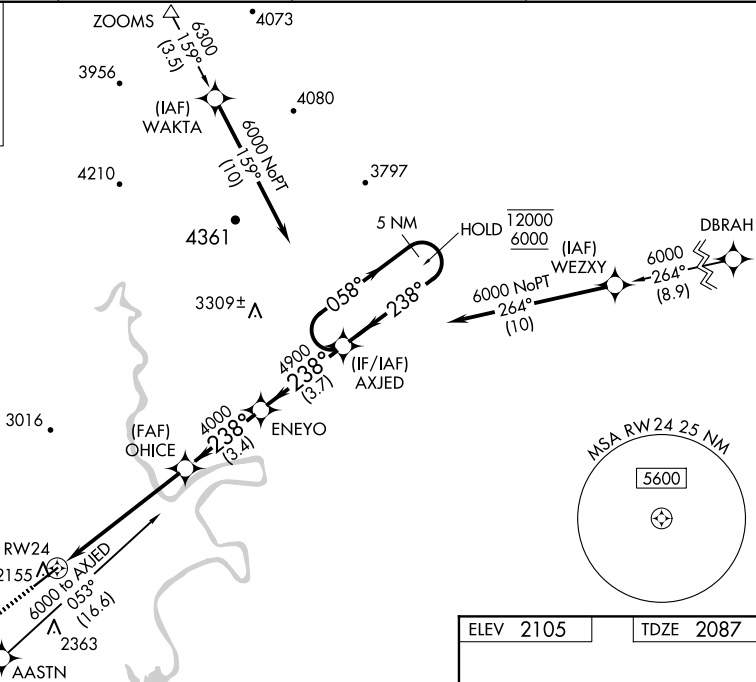 ZOOMS
6300
159°
(3.5)
4073
3956
(IAF)
WAKTA
4080
6000 NoPT
159°
(10)
4210
3797
4361
5 NM
HOLD
12000
6000
DBRAH
(IAF)
WEZXY
6000
264°
(8.9)
6000 NoPT
264°
(10)
058°
238°
3309±
(IF/IAF)
AXJED
4900
238°
(3.7)
ENEYO
4000
238°
(3.4)
3016
(FAF)
OHICE
MSA RW24 25 NM
5600
RW24
2155
6000 to AXJED
053°
(16.6)
2363
AASTN
ELEV 2105
TDZE 2087